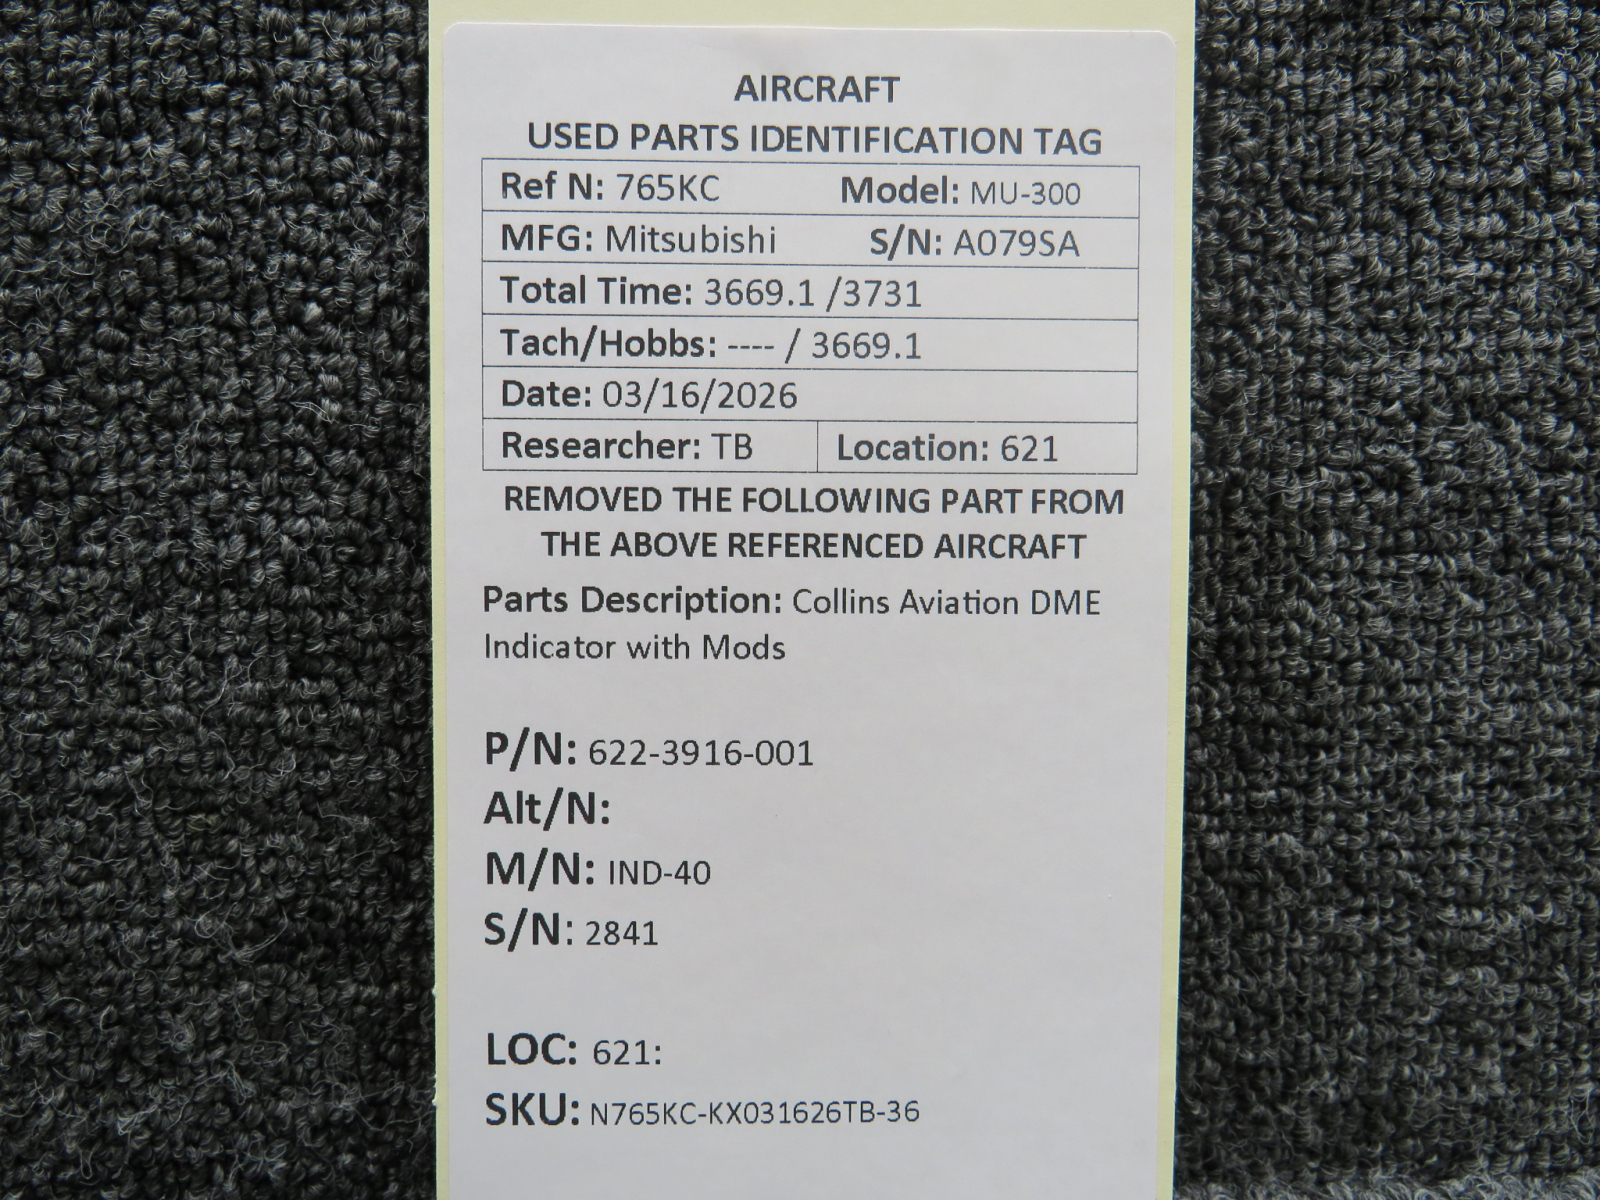 AIRCRAFT
USED PARTS IDENTIFICATION TAG
Ref N: 765KC Model: MU-300
MFG: Mitsubishi S/N: A079SA
Total Time: 3669.1 /3731
Tach/Hobbs: ---- / 3669.1
Date: 03/16/2026
Researcher: TB Location: 621
REMOVED THE FOLLOWING PART FROM
THE ABOVE REFERENCED AIRCRAFT
Parts Description: Collins Aviation DME
Indicator with Mods
P/N: 622-3916-001
Alt/N:
M/N: IND-40
S/N: 2841
LOC: 621:
SKU: N765KC-KX031626TB-36